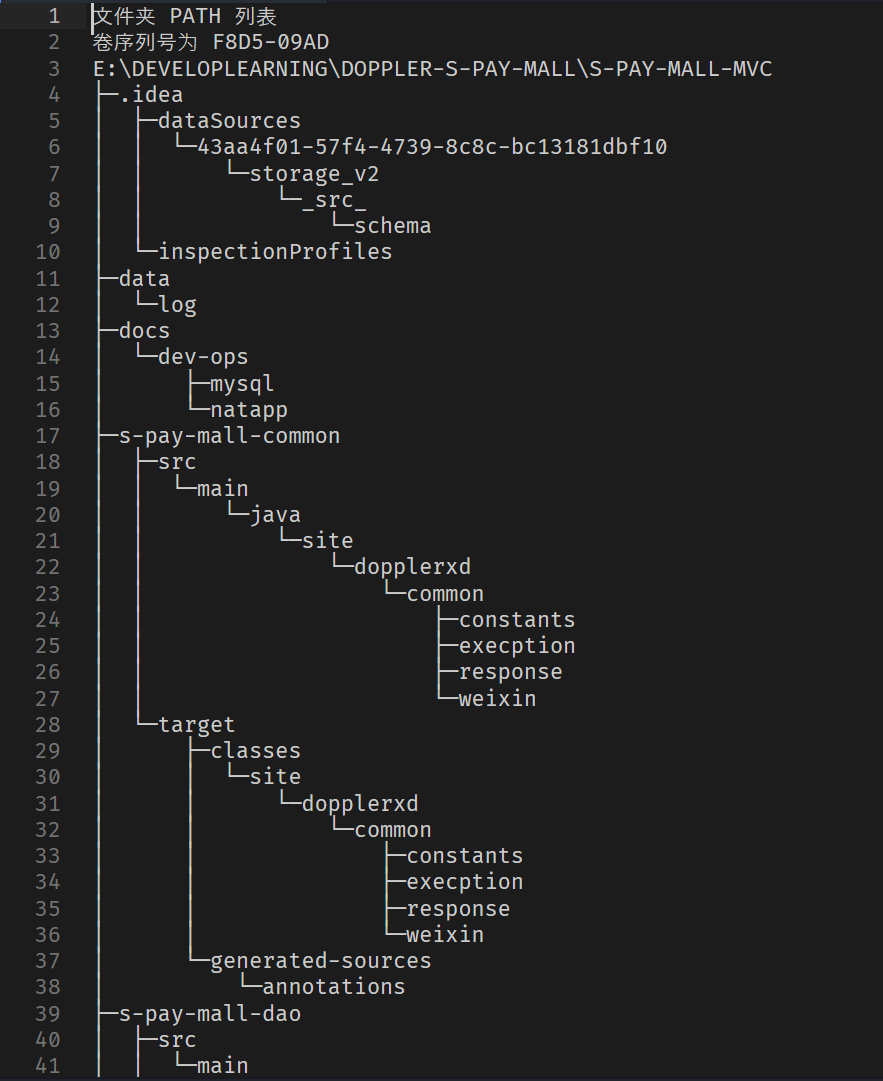 1 文件夹 PATH 列表
2 卷序列号为 F8D5-09AD
3 E:\DEVELOPLEARNING\DOPPLER-S-PAY-MALL\S-PAY-MALL-MVC
4 ├─.idea
5 │  ├─dataSources
6 │  │  └─43aa4f01-57f4-4739-8c8c-bc13181dbf10
7 │  │      └─storage_v2
8 │  │          └─_src_
9 │  │              └─schema
10 │  └─inspectionProfiles
11 ├─data
12 │  └─log
13 ├─docs
14 │  └─dev-ops
15 │      ├─mysql
16 │      └─natapp
17 ├─s-pay-mall-common
18 │  ├─src
19 │  │  └─main
20 │  │      └─java
21 │  │          └─site
22 │  │              └─dopplerxd
23 │  │                  └─common
24 │  │                      ├─constants
25 │  │                      ├─execption
26 │  │                      ├─response
27 │  │                      └─weixin
28 │  └─target
29 │      ├─classes
30 │      │  └─site
31 │      │      └─dopplerxd
32 │      │          └─common
33 │      │              ├─constants
34 │      │              ├─execption
35 │      │              ├─response
36 │      │              └─weixin
37 │      └─generated-sources
38 │          └─annotations
39 ├─s-pay-mall-dao
40 │  ├─src
41 │  │  └─main